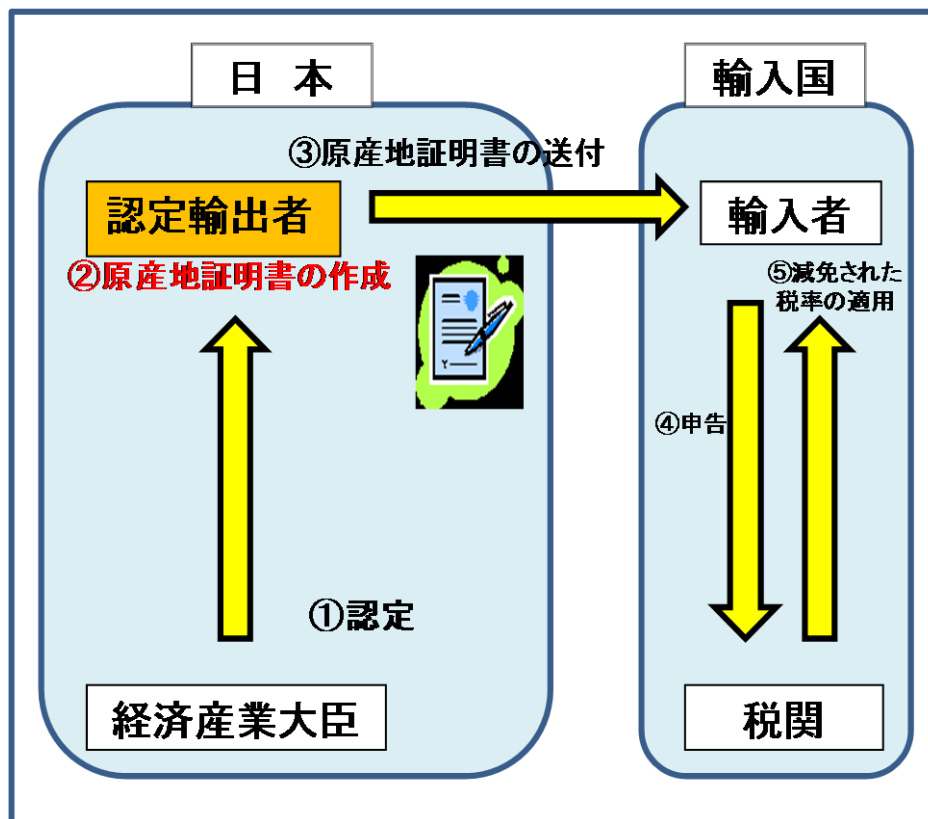 日 本
輸入国
③原産地証明書の送付
認定輸出者
輸入者
②原産地証明書の作成
⑤減免された
税率の適用
④申告
①認定
経済産業大臣
税関